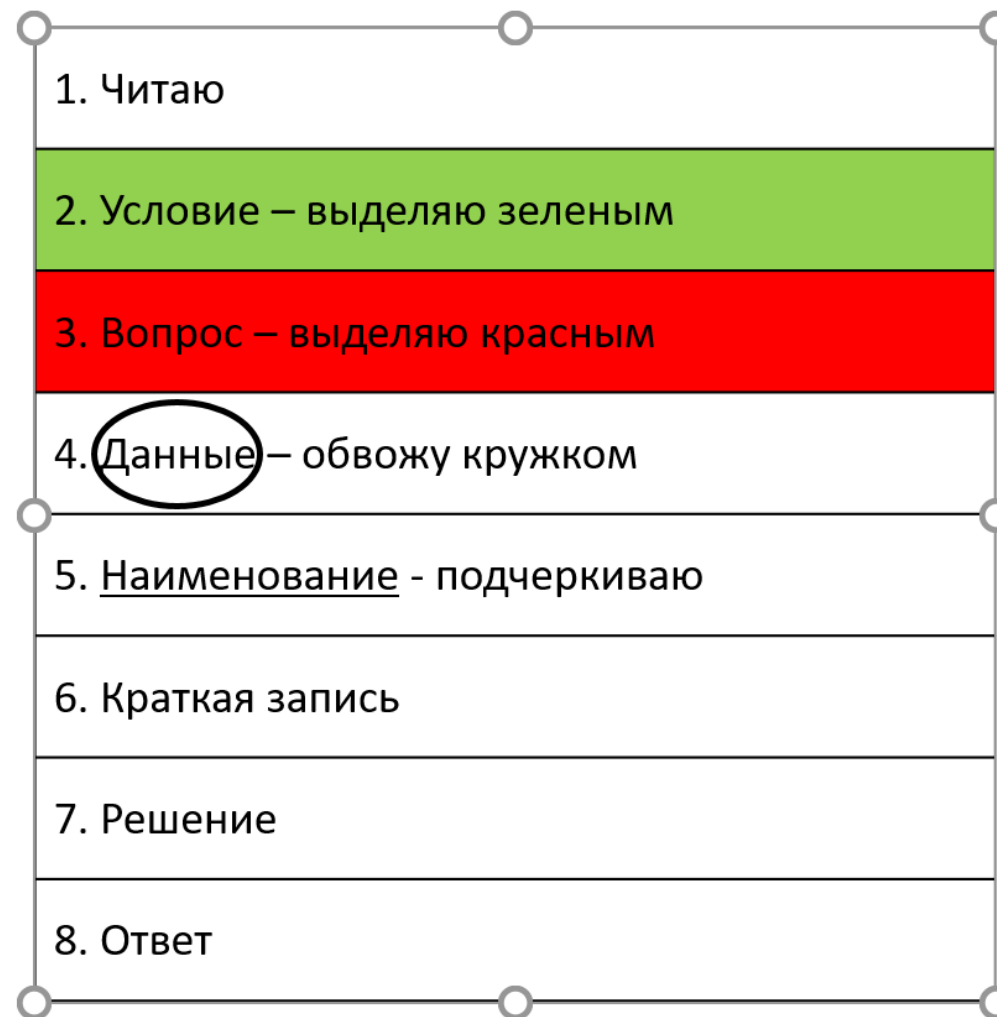 1. Читаю
2. Условие – выделяю зеленым
3. Вопрос – выделяю красным
4. Данные – обвожу кружком
5. Наименование - подчеркиваю
6. Краткая запись
7. Решение
8. Ответ